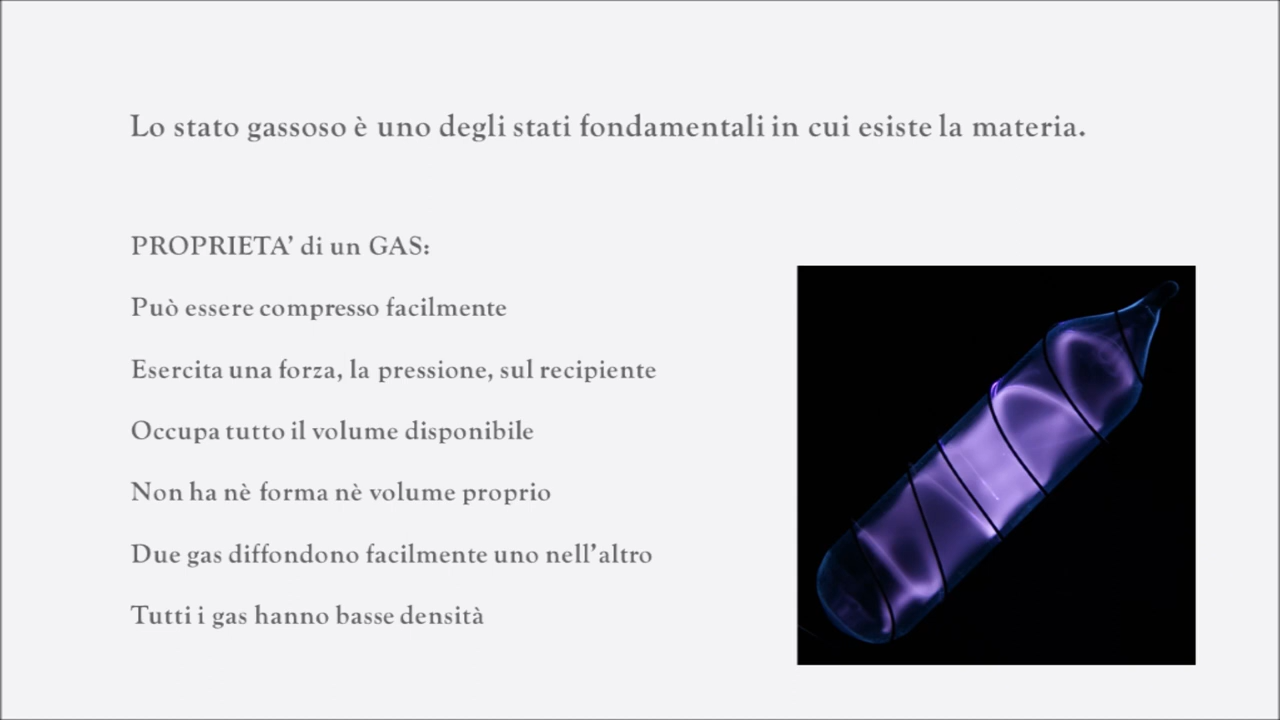 Lo stato gassoso è uno degli stati fondamentali in cui esiste la materia.
PROPRIETA’ di un GAS:
Può essere compresso facilmente
Esercita una forza, la pressione, sul recipiente
Occupa tutto il volume disponibile
Non ha nè forma nè volume proprio
Due gas diffondono facilmente uno nell’altro
Tutti i gas hanno basse densità